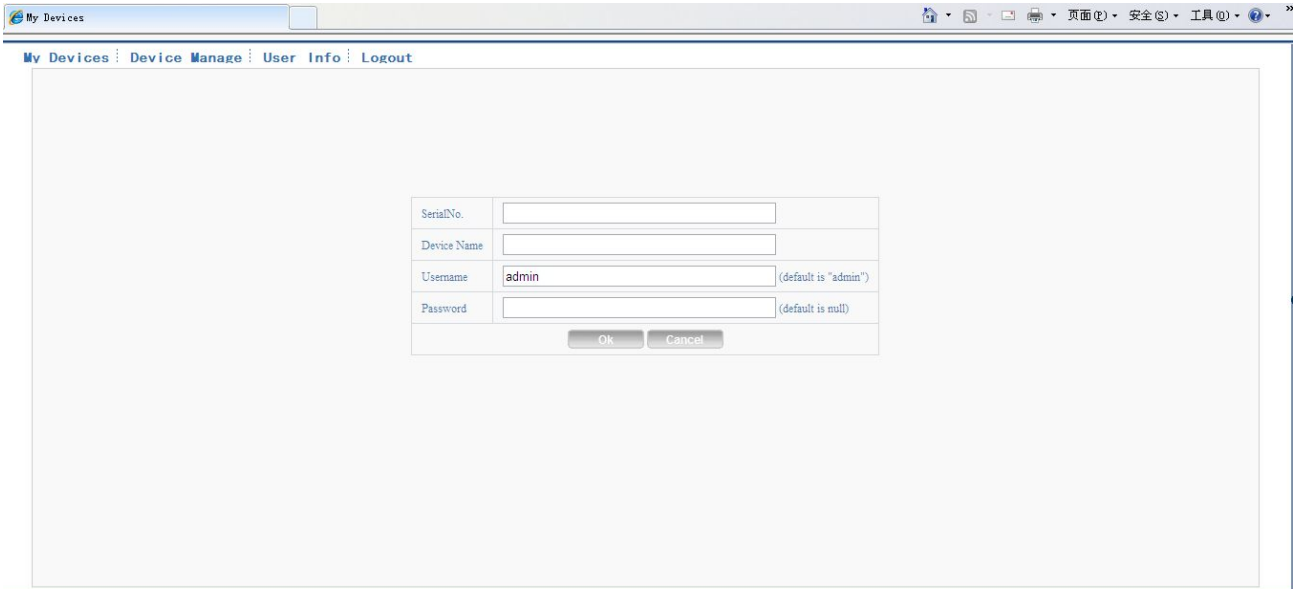 My Devices
页面(P) 安全(S) 工具(O) »
My Devices Device Manage User Info Logout
SerialNo.
Device Name
Username admin (default is "admin")
Password (default is null)
Ok Cancel